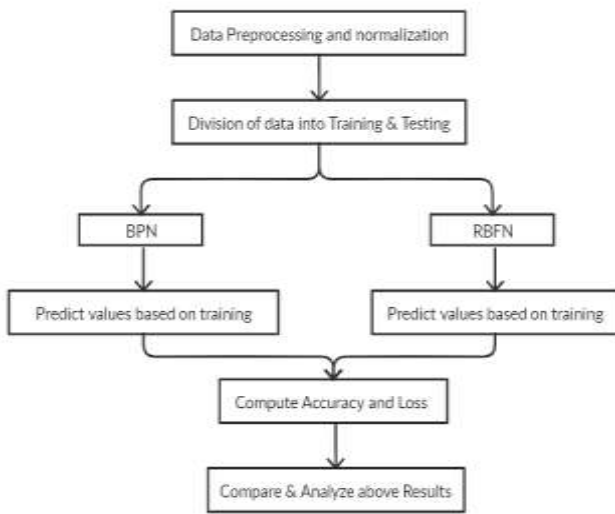 Data Preprocessing and normalization
Division of data into Training & Testing
BPN
RBFN
Predict values based on training
Predict values based on training
Compute Accuracy and Loss
Compare & Analyze above Results